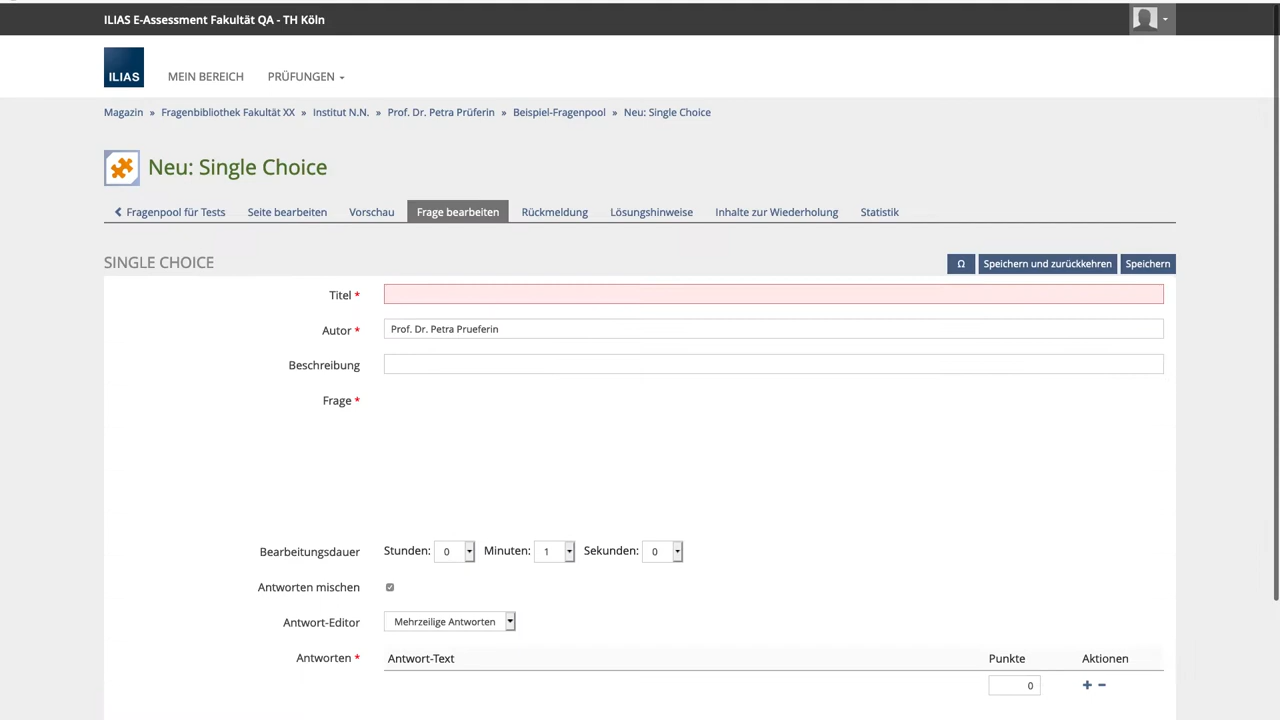 ILIAS E-Assessment Fakultät QA - TH Köln
ILIAS MEIN BEREICH PRÜFUNGEN
Magazin » Fragenbibliothek Fakultät XX » Institut N.N. » Prof. Dr. Petra Prüferin » Beispiel-Fragenpool » Neu: Single Choice
Neu: Single Choice
Fragenpool für Tests Seite bearbeiten Vorschau Frage bearbeiten Rückmeldung Lösungshinweise Inhalte zur Wiederholung Statistik
SINGLE CHOICE Ω Speichern und zurückkehren Speichern
Titel *
Autor * Prof. Dr. Petra Prueferin
Beschreibung
Frage *
Bearbeitungsdauer Stunden: 0 Minuten: 1 Sekunden: 0
Antworten mischen
Antwort-Editor Mehrzeilige Antworten
Antworten * Antwort-Text Punkte Aktionen
0 + −